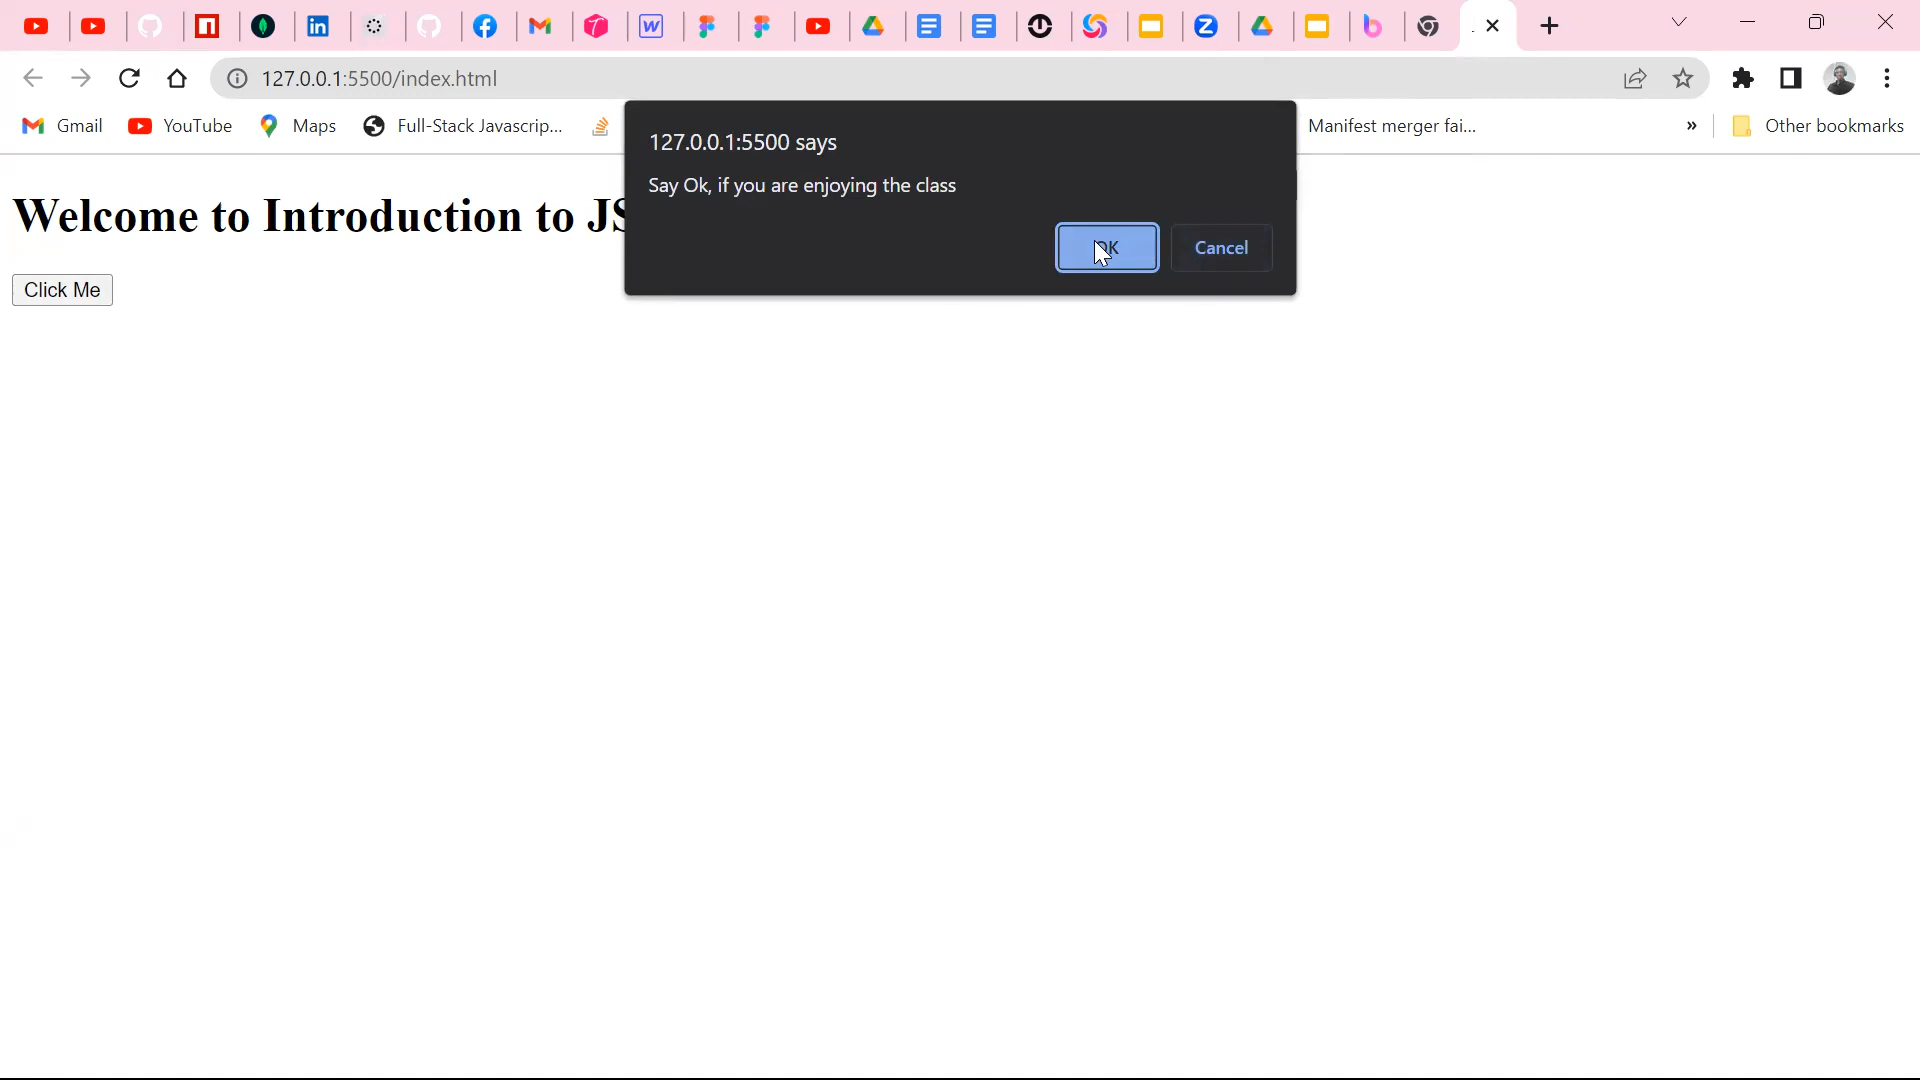 127.0.0.1:5500/index.html
Gmail
YouTube
Maps
Full-Stack Javascrip...
Manifest merger fai...
»
Other bookmarks
127.0.0.1:5500 says
Say Ok, if you are enjoying the class
OK
Cancel
Welcome to Introduction to JS
Click Me